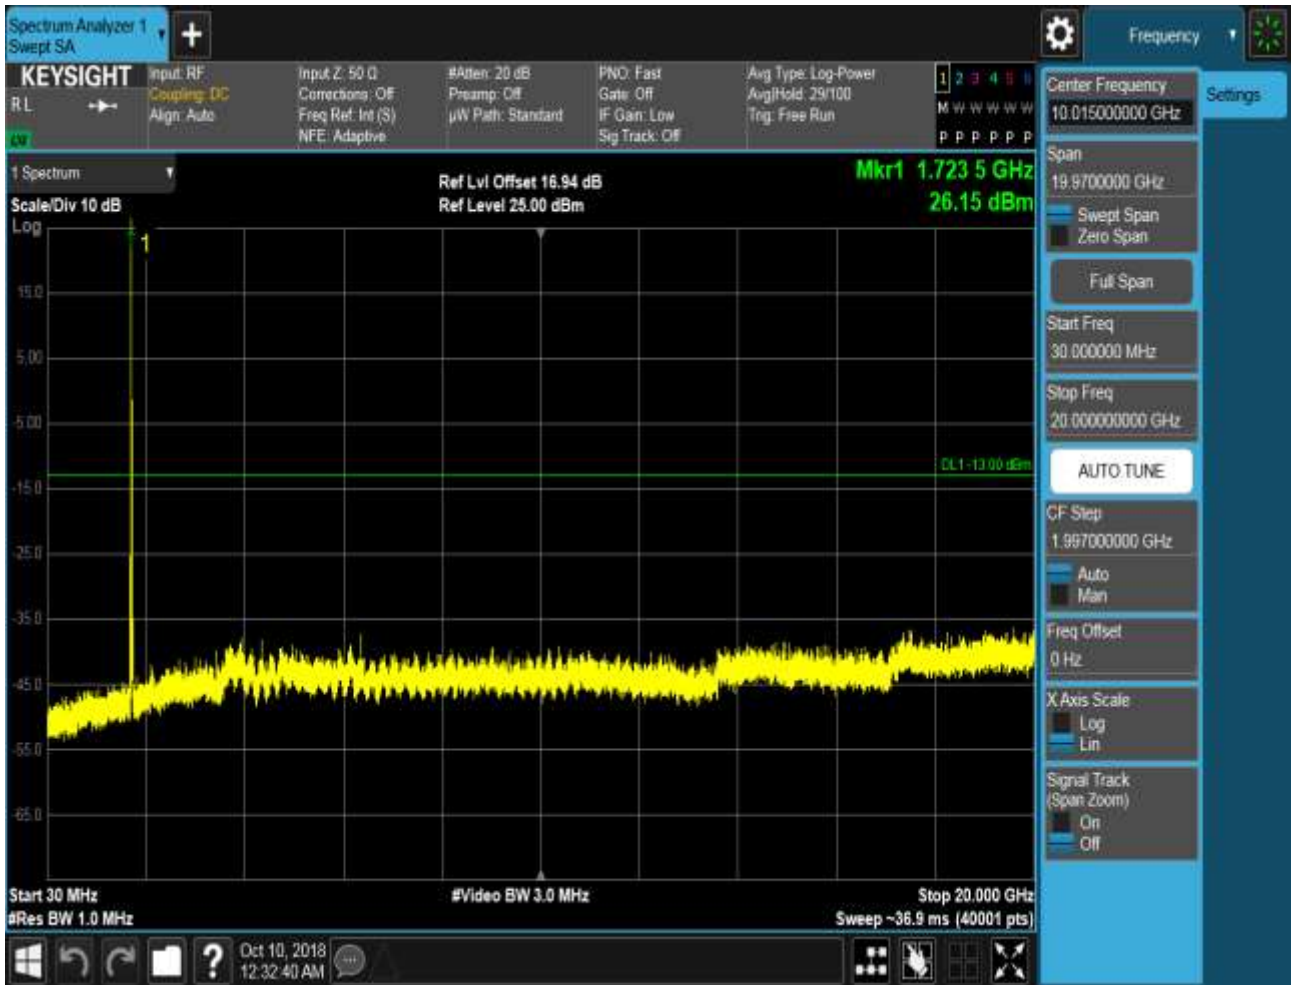 Spectrum Analyzer 1
Swept SA
Frequency
KEYSIGHT
RL
Input: RF
Coupling: DC
Align: Auto
Input Z: 50 Ω
Corrections: Off
Freq Ref: Int (S)
NFE: Adaptive
#Atten: 20 dB
Preamp: Off
µW Path: Standard
PNO: Fast
Gate: Off
IF Gain: Low
Sig Track: Off
Avg Type: Log-Power
Avg|Hold: 29/100
Trig: Free Run
1 2 3 4 5 6
M W W W W W
P P P P P P
1 Spectrum
Scale/Div 10 dB
Ref Lvl Offset 16.94 dB
Ref Level 25.00 dBm
Mkr1 1.723 5 GHz
26.15 dBm
Log
1
15.0
5.00
-5.00
-15.0
-25.0
-35.0
-45.0
-55.0
-65.0
DL1 -13.00 dBm
Start 30 MHz
#Res BW 1.0 MHz
#Video BW 3.0 MHz
Stop 20.000 GHz
Sweep ~36.9 ms (40001 pts)
Center Frequency
10.015000000 GHz
Settings
Span
19.9700000 GHz
Swept Span
Zero Span
Full Span
Start Freq
30.000000 MHz
Stop Freq
20.000000000 GHz
AUTO TUNE
CF Step
1.997000000 GHz
Auto
Man
Freq Offset
0 Hz
X Axis Scale
Log
Lin
Signal Track
(Span Zoom)
On
Off
?
Oct 10, 2018
12:32:40 AM